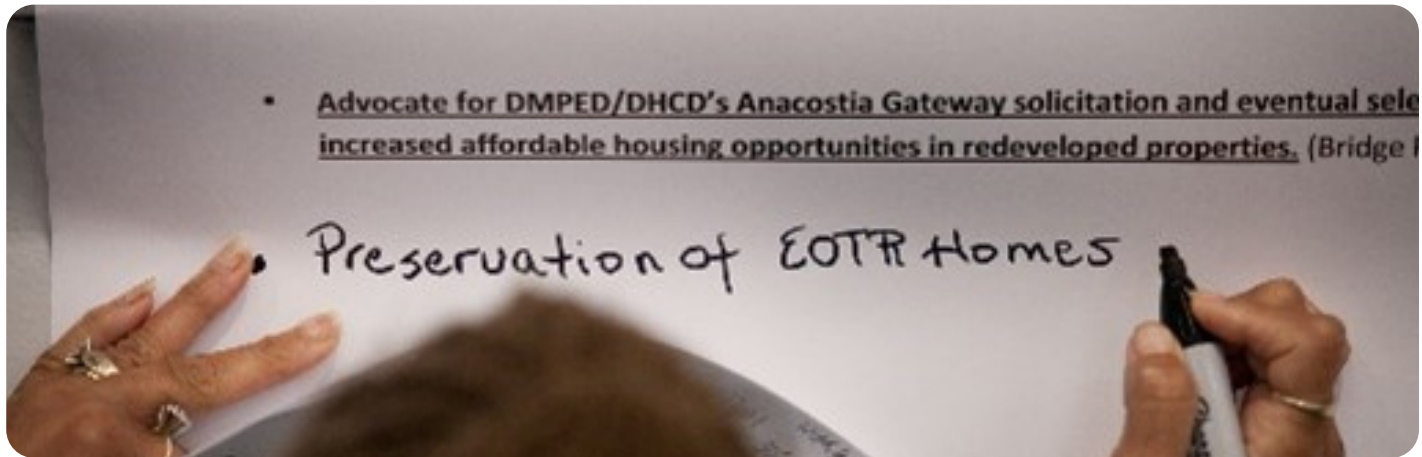 • Advocate for DMPED/DHCD's Anacostia Gateway solicitation and eventual
increased affordable housing opportunities in redeveloped properties. (Bridge
• Preservation of EOTR Homes